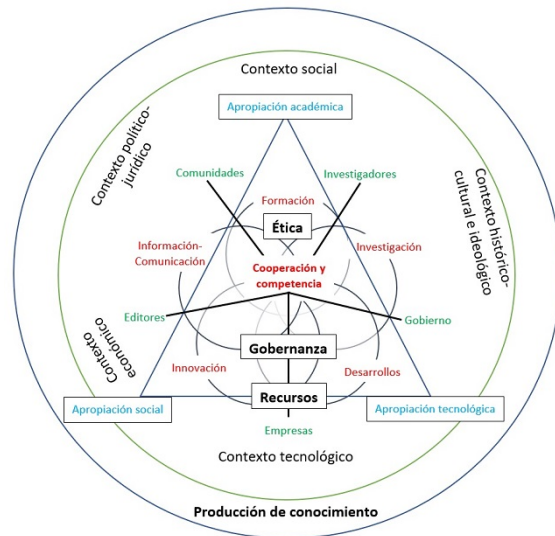 Contexto social
Apropiación académica
Contexto político-
jurídico
Contexto histórico-
cultural e ideológico
Comunidades
Investigadores
Formación
Ética
Información-
Comunicación
Investigación
Cooperación y
competencia
Editores
Gobierno
Contexto
económico
Gobernanza
Innovación
Desarrollos
Recursos
Apropiación social
Apropiación tecnológica
Empresas
Contexto tecnológico
Producción de conocimiento